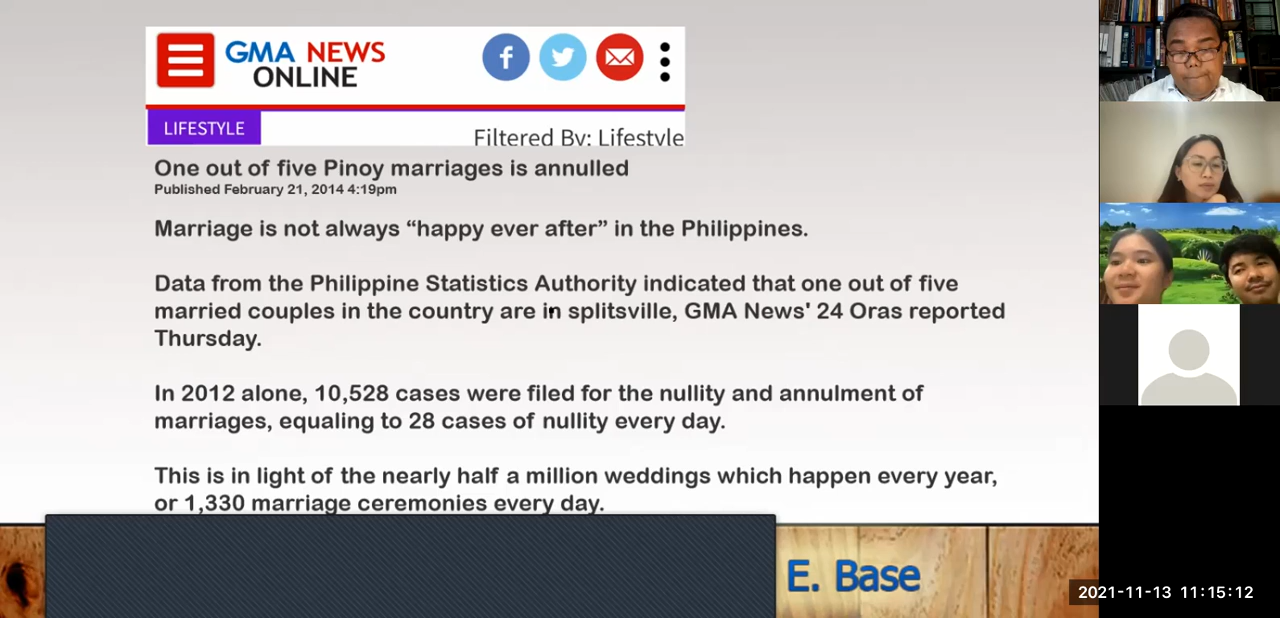 GMA NEWS
ONLINE
LIFESTYLE
Filtered By: Lifestyle
One out of five Pinoy marriages is annulled
Published February 21, 2014 4:19pm
Marriage is not always “happy ever after” in the Philippines.
Data from the Philippine Statistics Authority indicated that one out of five
married couples in the country are in splitsville, GMA News' 24 Oras reported
Thursday.
In 2012 alone, 10,528 cases were filed for the nullity and annulment of
marriages, equaling to 28 cases of nullity every day.
This is in light of the nearly half a million weddings which happen every year,
or 1,330 marriage ceremonies every day.
E. Base
2021-11-13 11:15:12